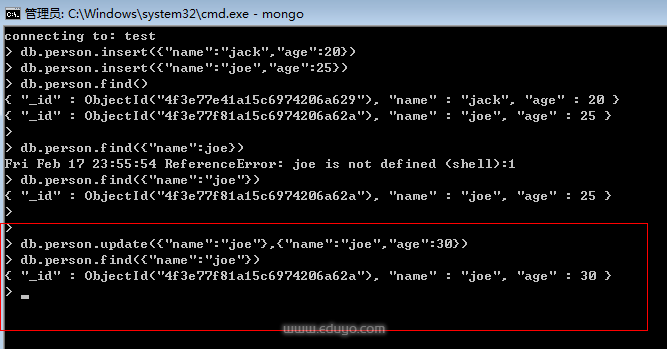 管理员: C:\Windows\system32\cmd.exe - mongo
connecting to: test
> db.person.insert({"name":"jack","age":20})
> db.person.insert({"name":"joe","age":25})
> db.person.find()
{ "_id" : ObjectId("4f3e77e41a15c6974206a629"), "name" : "jack", "age" : 20 }
{ "_id" : ObjectId("4f3e77f81a15c6974206a62a"), "name" : "joe", "age" : 25 }
>
> db.person.find({"name":joe})
Fri Feb 17 23:55:54 ReferenceError: joe is not defined (shell):1
> db.person.find({"name":"joe"})
{ "_id" : ObjectId("4f3e77f81a15c6974206a62a"), "name" : "joe", "age" : 25 }
>
>
> db.person.update({"name":"joe"},{"name":"joe","age":30})
> db.person.find({"name":"joe"})
{ "_id" : ObjectId("4f3e77f81a15c6974206a62a"), "name" : "joe", "age" : 30 }
> _
www.eduyo.com